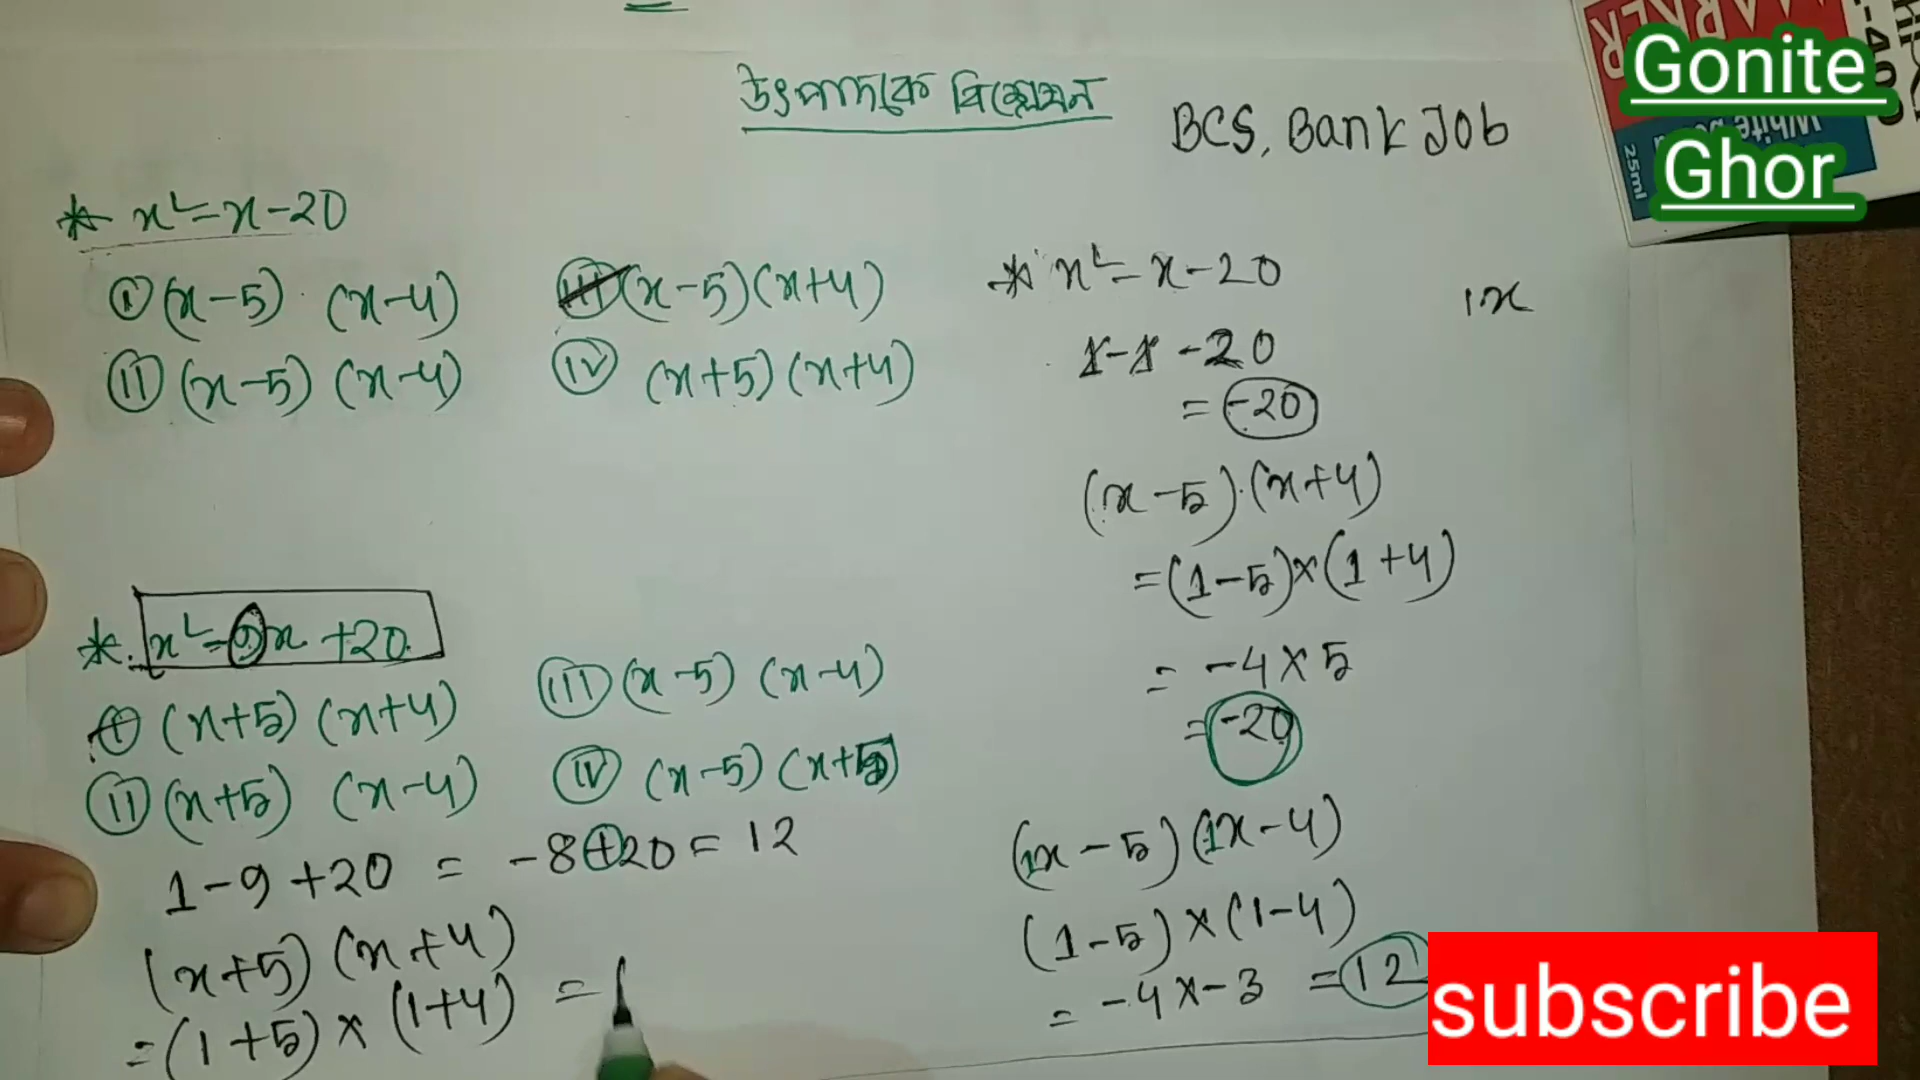 উৎপাদকে বিশ্লেষন
BCS, Bank Job
Gonite
Ghor
MARKER
25ml
* x² - x - 20
i (x-5) (x-4)
iii (x-5)(x+4)
ii (x-5) (x-4)
iv (x+5)(x+4)
* x² - 9x + 20
i (x+5) (x+4)
iii (x-5) (x-4)
ii (x+5) (x-4)
iv (x-5) (x+5)
1-9+20 = -8+20 = 12
(x+5) (x+4)
=(1+5) × (1+4) =
* x² - x - 20
1x
1-1-20
= -20
(x-5).(x+4)
=(1-5)×(1+4)
= -4×5
= -20
(1x-5)(1x-4)
(1-5)×(1-4)
= -4×-3 = 12
subscribe